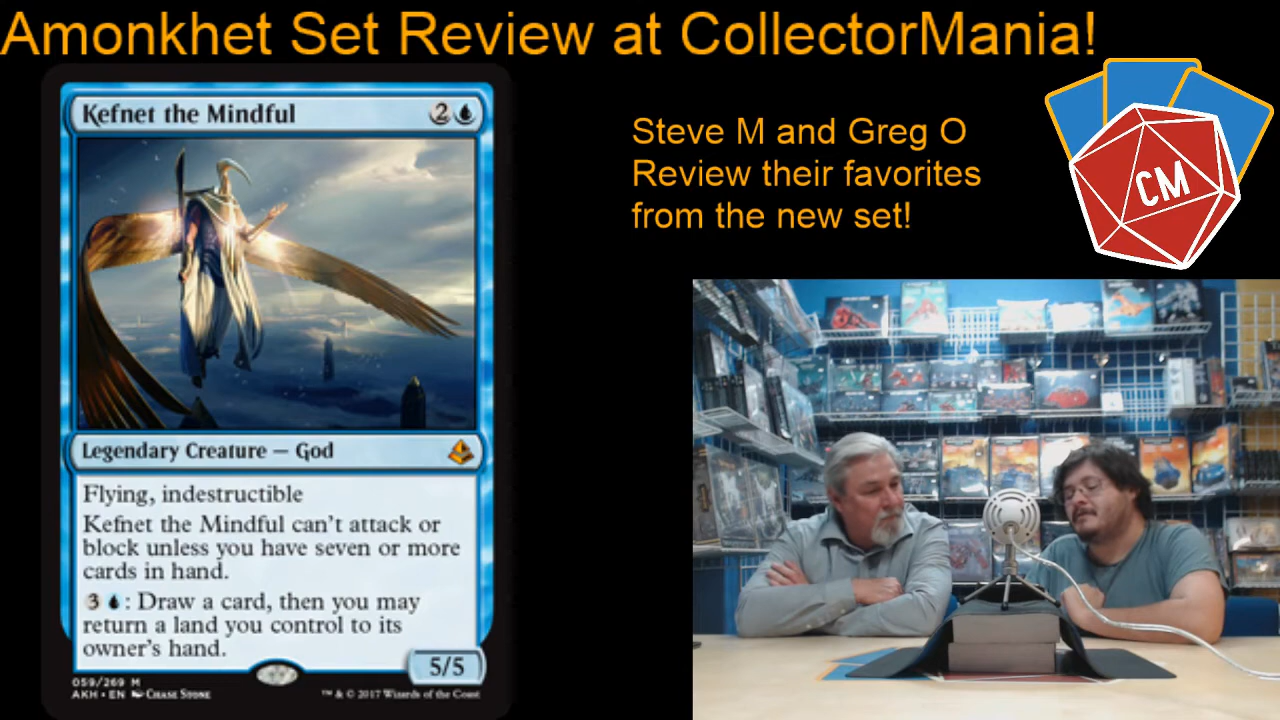 Amonkhet Set Review at CollectorMania!
Kefnet the Mindful 2
Steve M and Greg O
Review their favorites
from the new set!
CM
Legendary Creature — God
Flying, indestructible
Kefnet the Mindful can't attack or
block unless you have seven or more
cards in hand.
3 : Draw a card, then you may
return a land you control to its
owner's hand.
5/5
059/269 M
AKH • EN Chase Stone
™ & © 2017 Wizards of the Coast